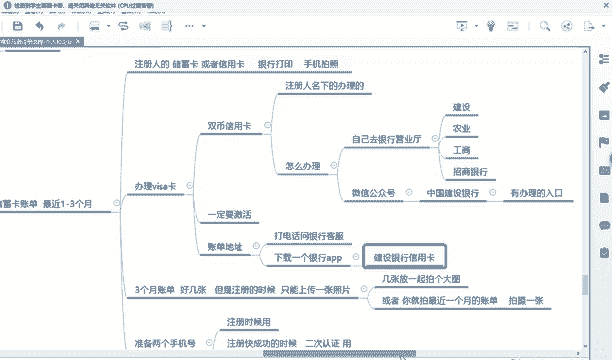 注册人的 储蓄卡 或者信用卡 银行打印 手机拍照
注册人名下的办理的
双币信用卡
建设
自己去银行营业厅
农业
工商
招商银行
怎么办理
办理visa卡
微信公众号
中国建设银行
有办理的入口
蓄卡账单 最近1-3个月
一定要激活
账单地址
打电话问银行客服
下载一个银行app
建设银行信用卡
3个月账单 好几张 但是注册的时候 只能上传一张照片
几张放一起拍个大图
或者 你就拍最近一个月的账单 拍摄一张
准备两个手机号
注册时候用
注册快成功的时候 二次认证 用